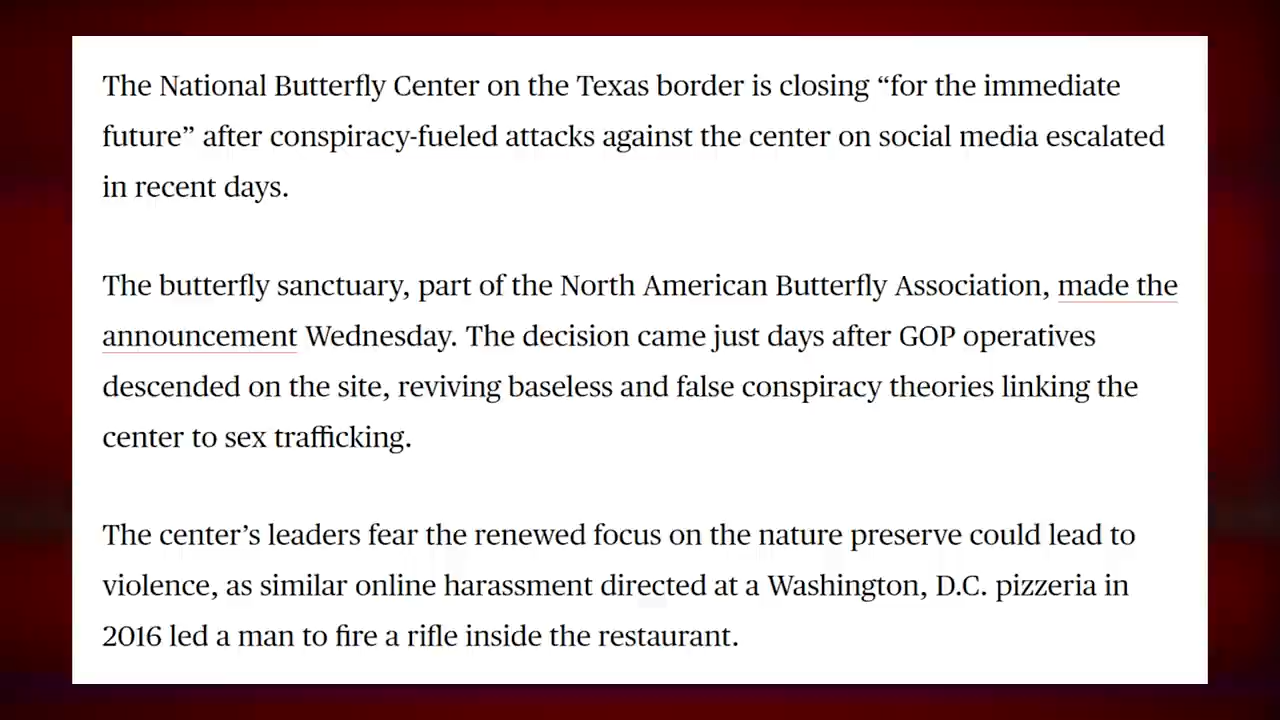 The National Butterfly Center on the Texas border is closing “for the immediate
future” after conspiracy-fueled attacks against the center on social media escalated
in recent days.
The butterfly sanctuary, part of the North American Butterfly Association, made the
announcement Wednesday. The decision came just days after GOP operatives
descended on the site, reviving baseless and false conspiracy theories linking the
center to sex trafficking.
The center’s leaders fear the renewed focus on the nature preserve could lead to
violence, as similar online harassment directed at a Washington, D.C. pizzeria in
2016 led a man to fire a rifle inside the restaurant.